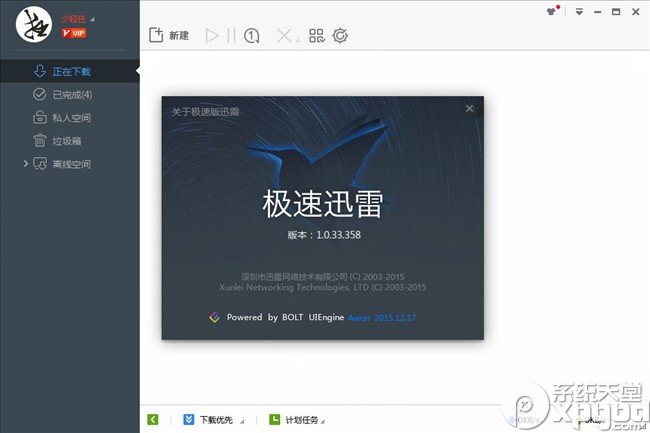 少轻狂
VIP
新建
正在下载
已完成(4)
私人空间
垃圾箱
离线空间
关于极速版迅雷
极速迅雷
版本：1.0.33.358
深圳市迅雷网络技术有限公司 (C) 2003-2015
Xunlei Networking Technologies, LTD (C) 2003-2015
Powered by BOLT UIEngine Aaron 2015.12.17
下载优先
计划任务
0KB/s
系统天堂